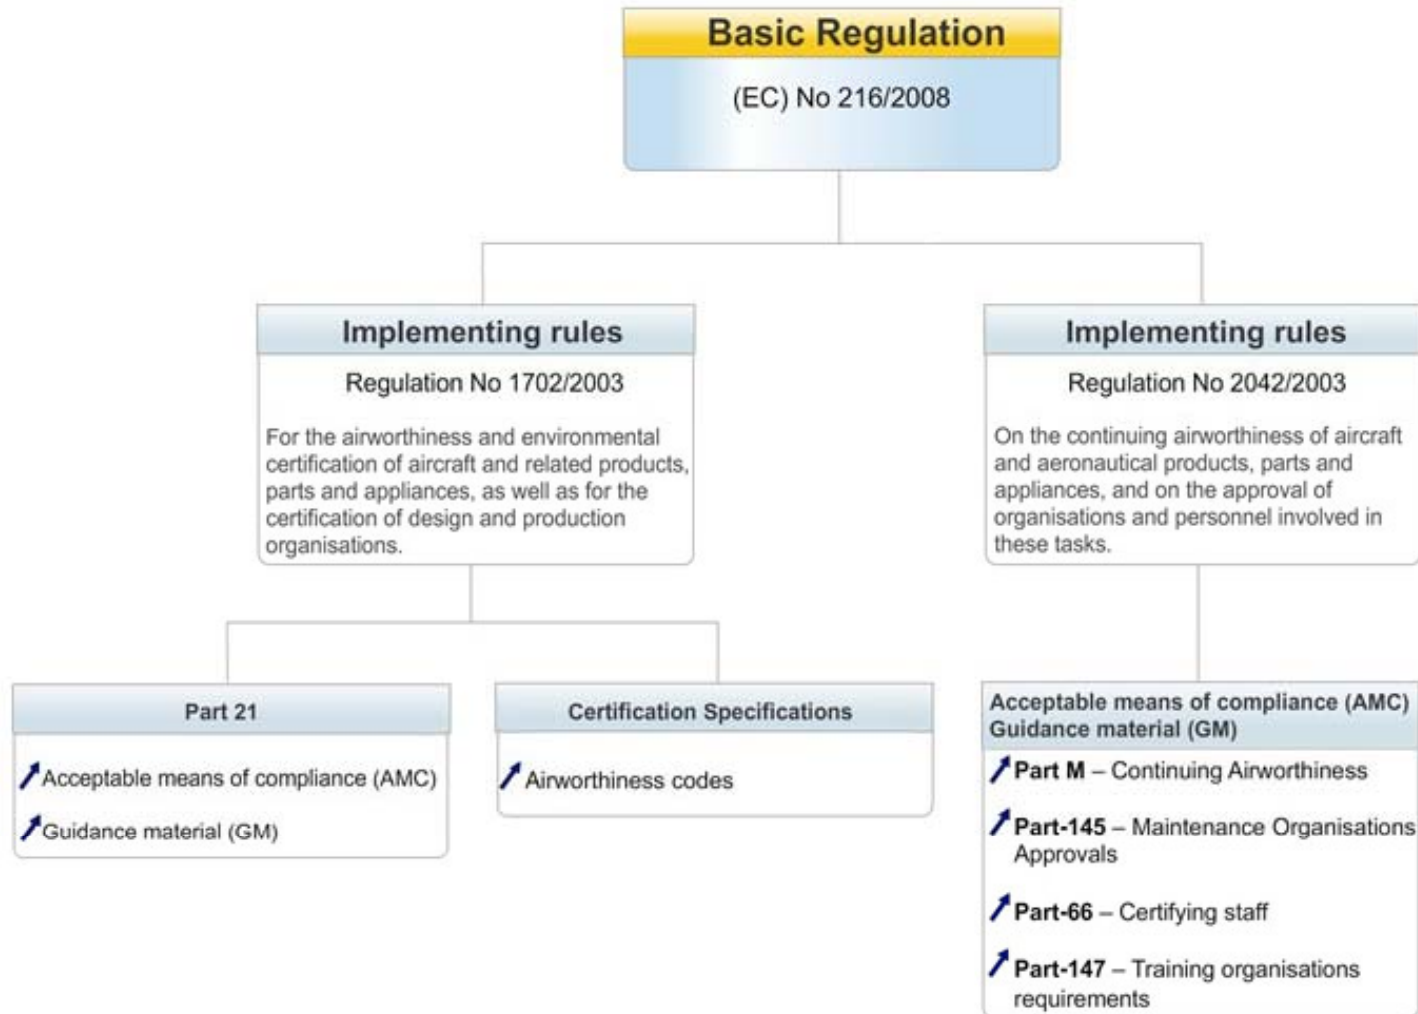 Basic Regulation
(EC) No 216/2008
Implementing rules
Regulation No 1702/2003
For the airworthiness and environmental
certification of aircraft and related products,
parts and appliances, as well as for the
certification of design and production
organisations.
Implementing rules
Regulation No 2042/2003
On the continuing airworthiness of aircraft
and aeronautical products, parts and
appliances, and on the approval of
organisations and personnel involved in
these tasks.
Part 21
Acceptable means of compliance (AMC)
Guidance material (GM)
Certification Specifications
Airworthiness codes
Acceptable means of compliance (AMC)
Guidance material (GM)
Part M – Continuing Airworthiness
Part-145 – Maintenance Organisations
Approvals
Part-66 – Certifying staff
Part-147 – Training organisations
requirements